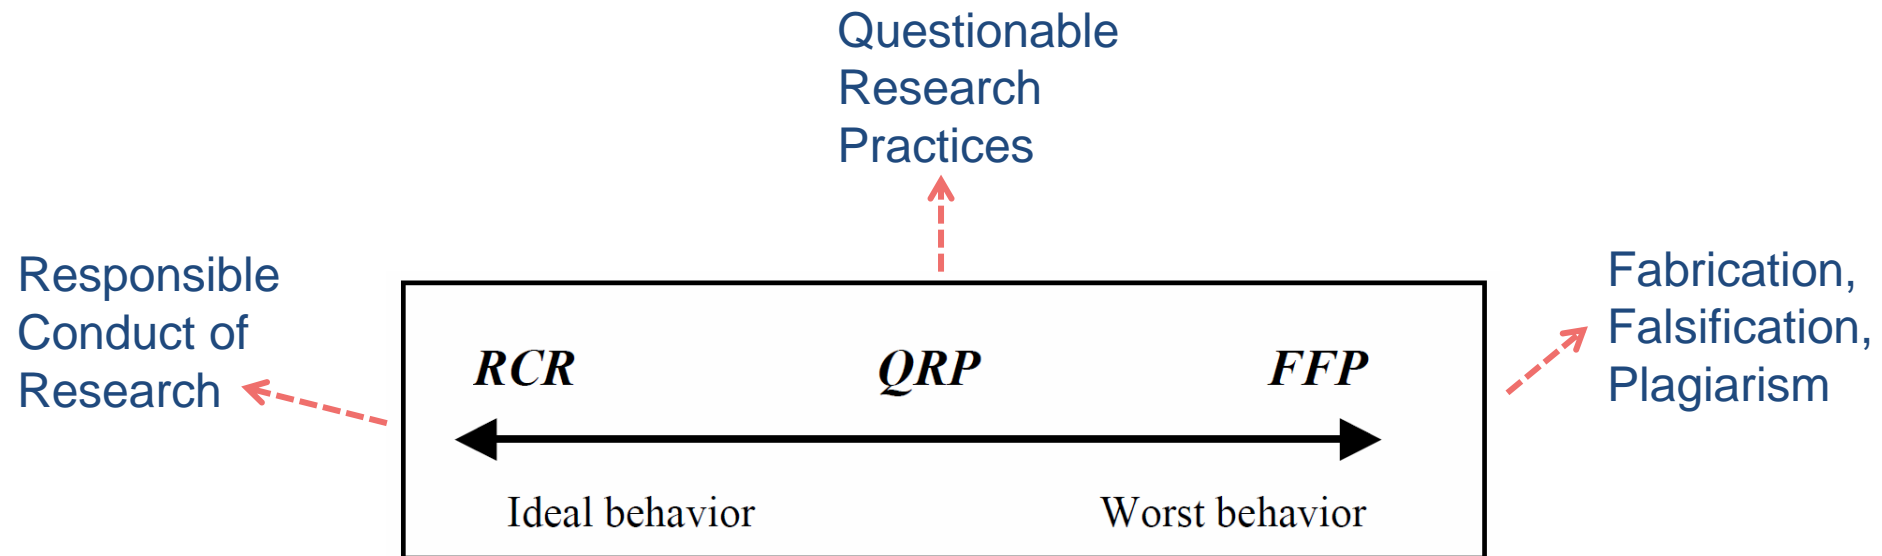 Questionable
Research
Practices
Responsible
Conduct of
Research
Fabrication,
Falsification,
Plagiarism
RCR QRP FFP
Ideal behavior Worst behavior